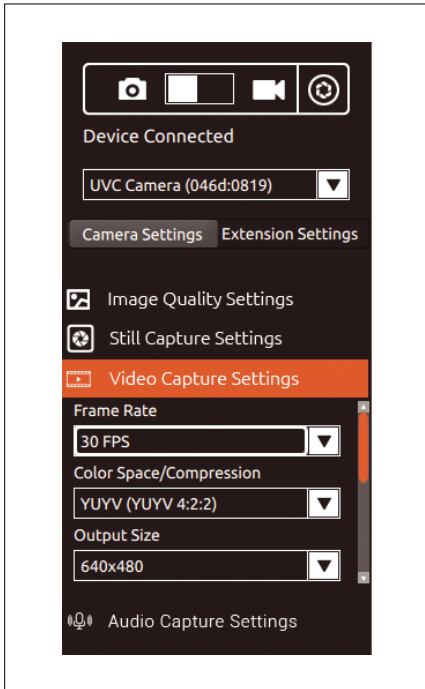 Device Connected
UVC Camera (046d:0819)
Camera Settings Extension Settings
Image Quality Settings
Still Capture Settings
Video Capture Settings
Frame Rate
30 FPS
Color Space/Compression
YUYV (YUYV 4:2:2)
Output Size
640x480
Audio Capture Settings